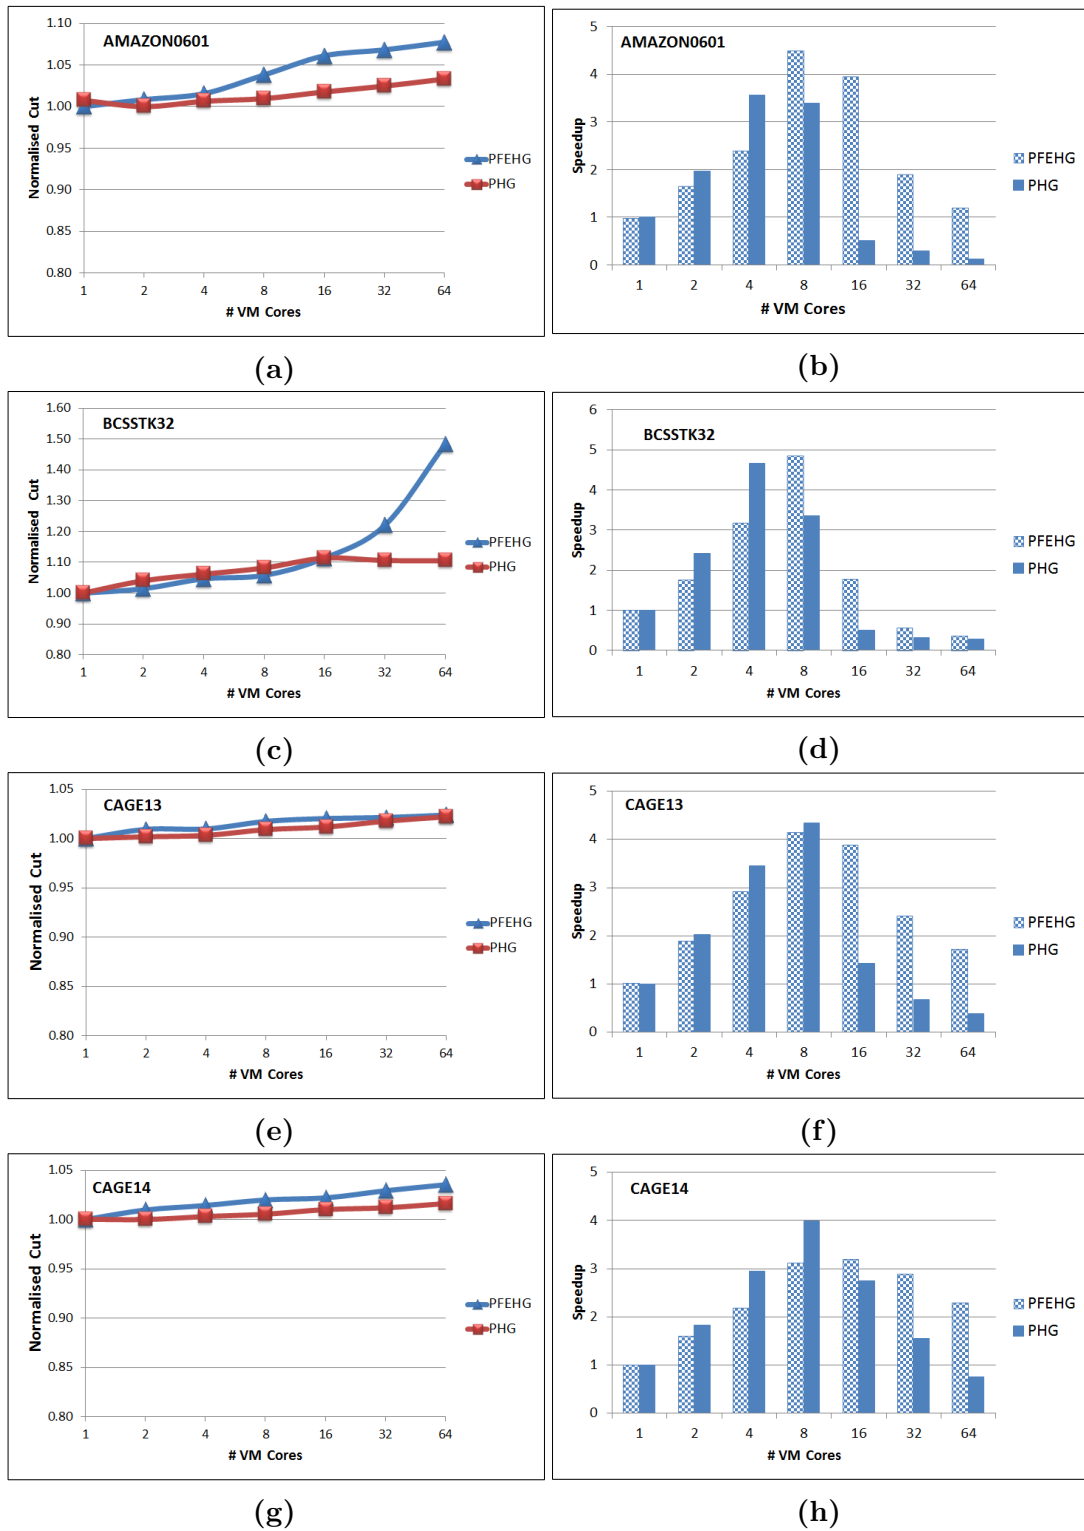 AMAZON0601
1.10
1.05
1.00
0.95
0.90
0.85
0.80
Normalised Cut
1 2 4 8 16 32 64
# VM Cores
PFEHG
PHG
(a)
AMAZON0601
5
4
3
2
1
0
Speedup
1 2 4 8 16 32 64
# VM Cores
PFEHG
PHG
(b)
BCSSTK32
1.60
1.50
1.40
1.30
1.20
1.10
1.00
0.90
0.80
Normalised Cut
1 2 4 8 16 32 64
# VM Cores
PFEHG
PHG
(c)
BCSSTK32
6
5
4
3
2
1
0
Speedup
1 2 4 8 16 32 64
# VM Cores
PFEHG
PHG
(d)
CAGE13
1.05
1.00
0.95
0.90
0.85
0.80
Normalised Cut
1 2 4 8 16 32 64
# VM Cores
PFEHG
PHG
(e)
CAGE13
5
4
3
2
1
0
Speedup
1 2 4 8 16 32 64
# VM Cores
PFEHG
PHG
(f)
CAGE14
1.05
1.00
0.95
0.90
0.85
0.80
Normalised Cut
1 2 4 8 16 32 64
# VM Cores
PFEHG
PHG
(g)
CAGE14
5
4
3
2
1
0
Speedup
1 2 4 8 16 32 64
# VM Cores
PFEHG
PHG
(h)